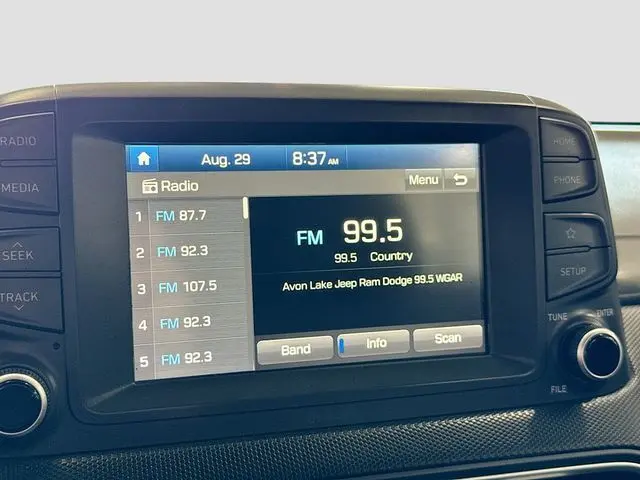 RADIO
MEDIA
SEEK
TRACK
Aug. 29 8:37 AM
Radio Menu
1 FM 87.7
2 FM 92.3
3 FM 107.5
4 FM 92.3
5 FM 92.3
FM 99.5
99.5 Country
Avon Lake Jeep Ram Dodge 99.5 WGAR
Band Info Scan
HOME
PHONE
SETUP
TUNE ENTER
FILE